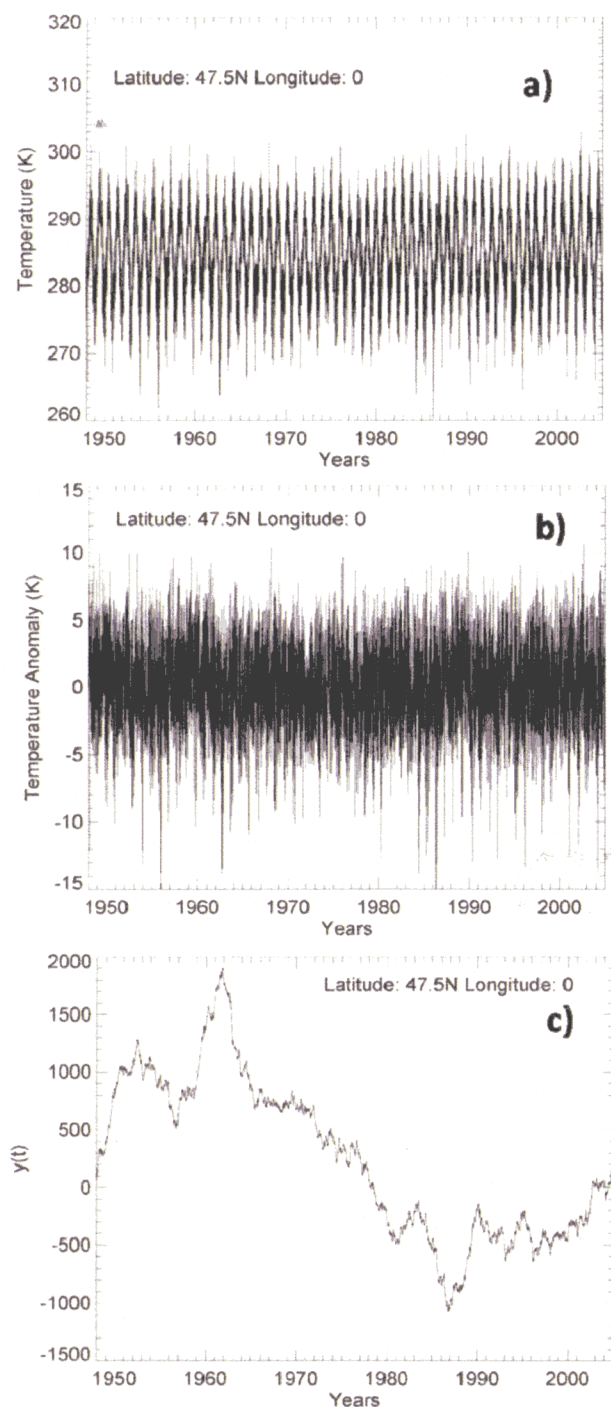 320
Latitude: 47.5N Longitude: 0
a)
310
300
290
280
270
260
Temperature (K)
1950 1960 1970 1980 1990 2000
Years
15
Latitude: 47.5N Longitude: 0
b)
10
5
0
-5
-10
-15
Temperature Anomaly (K)
1950 1960 1970 1980 1990 2000
Years
2000
Latitude: 47.5N Longitude: 0
c)
1500
1000
500
0
-500
-1000
-1500
y(t)
1950 1960 1970 1980 1990 2000
Years